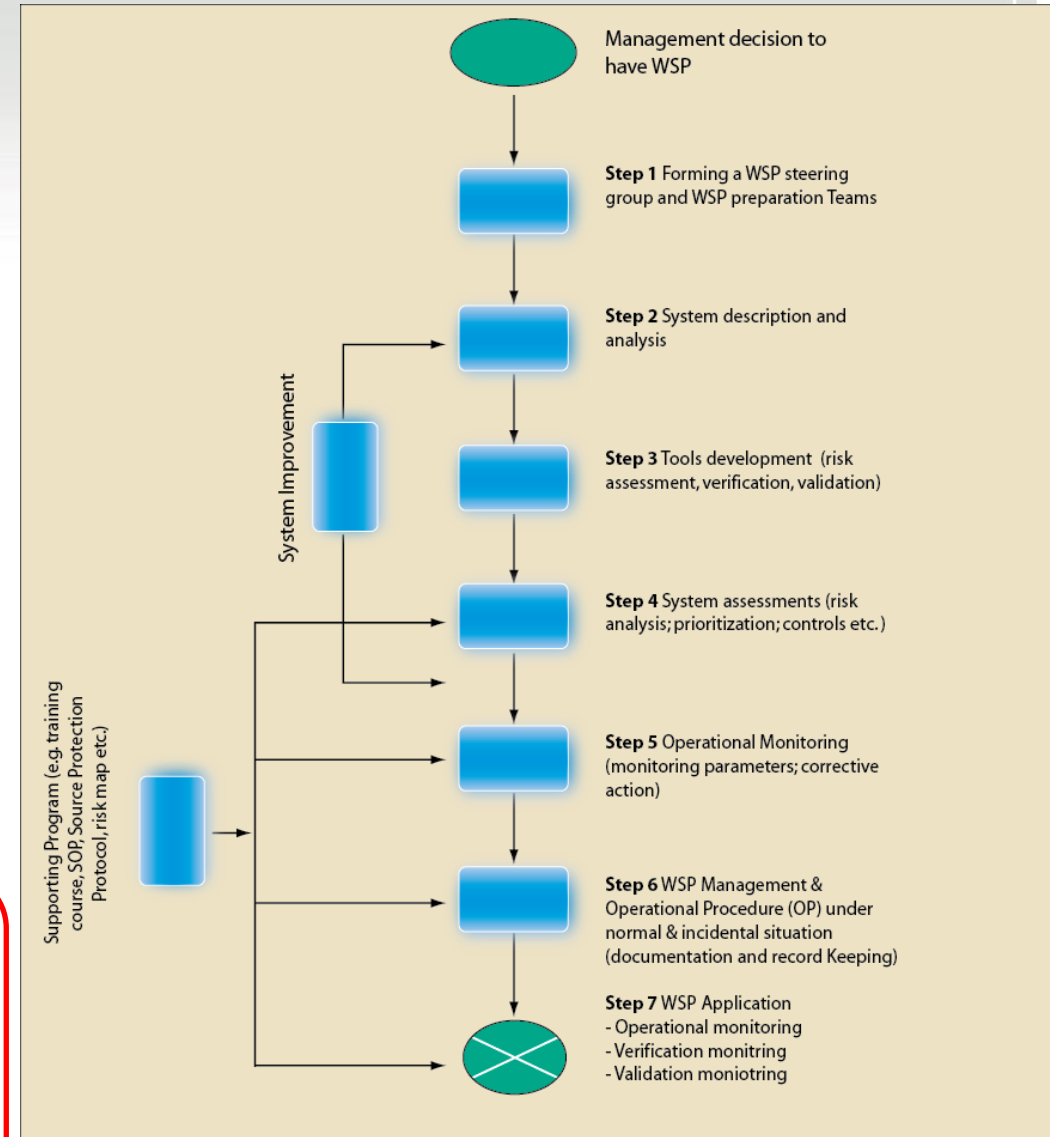 Management decision to
have WSP
Step 1 Forming a WSP steering
group and WSP preparation Teams
Step 2 System description and
analysis
System Improvement
Step 3 Tools development (risk
assessment, verification, validation)
Step 4 System assessments (risk
analysis; prioritization; controls etc.)
Supporting Program (e.g. training
course, SOP, Source Protection
Protocol, risk map etc.)
Step 5 Operational Monitoring
(monitoring parameters; corrective
action)
Step 6 WSP Management &
Operational Procedure (OP) under
normal & incidental situation
(documentation and record Keeping)
Step 7 WSP Application
- Operational monitoring
- Verification monitring
- Validation moniotring